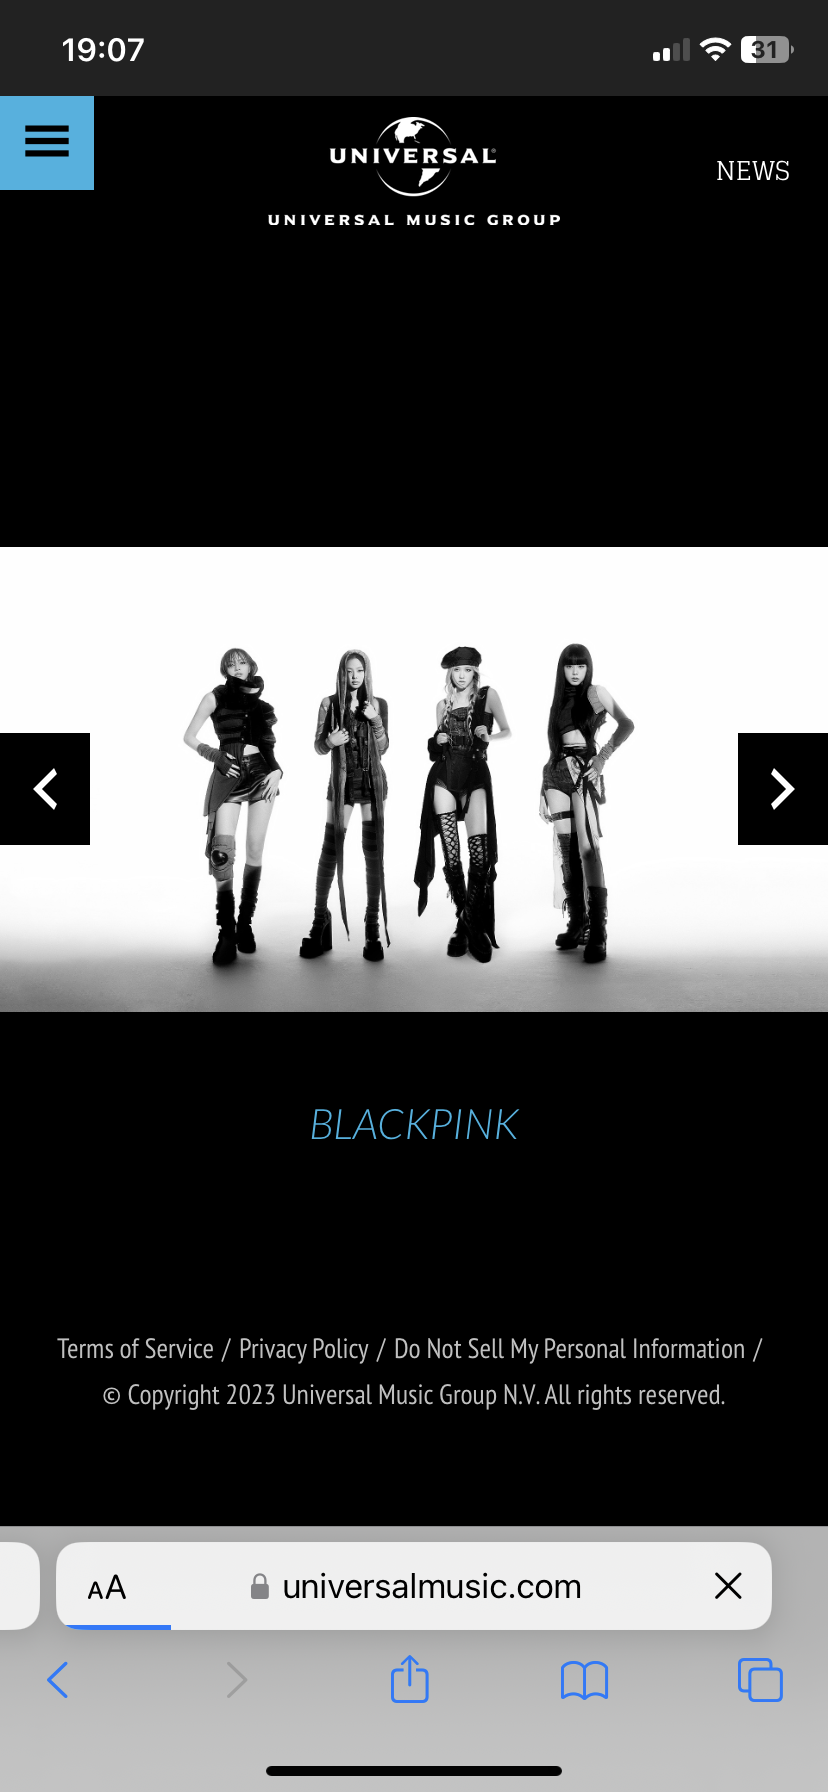 19:07
31
UNIVERSAL
UNIVERSAL MUSIC GROUP
NEWS
BLACKPINK
Terms of Service / Privacy Policy / Do Not Sell My Personal Information /
© Copyright 2023 Universal Music Group N.V. All rights reserved.
AA
universalmusic.com